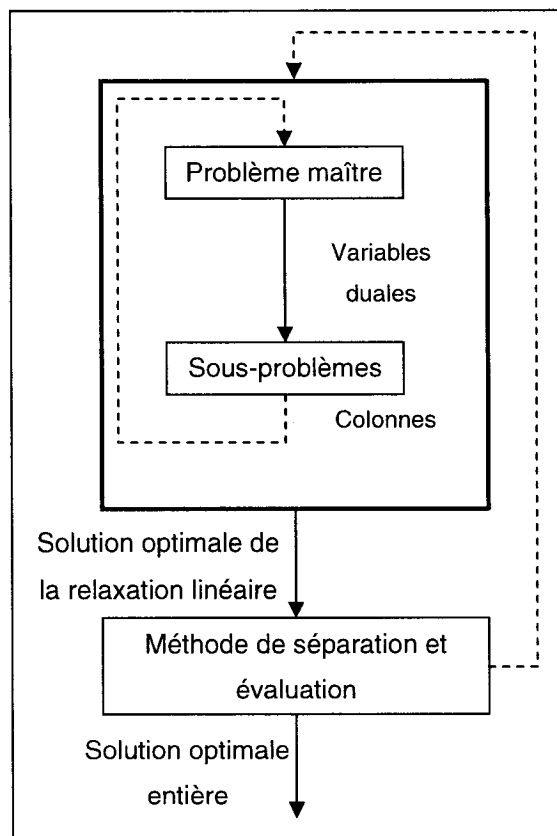 Problème maître
Variables
duales
Sous-problèmes
Colonnes
Solution optimale de
la relaxation linéaire
Méthode de séparation et
évaluation
Solution optimale
entière